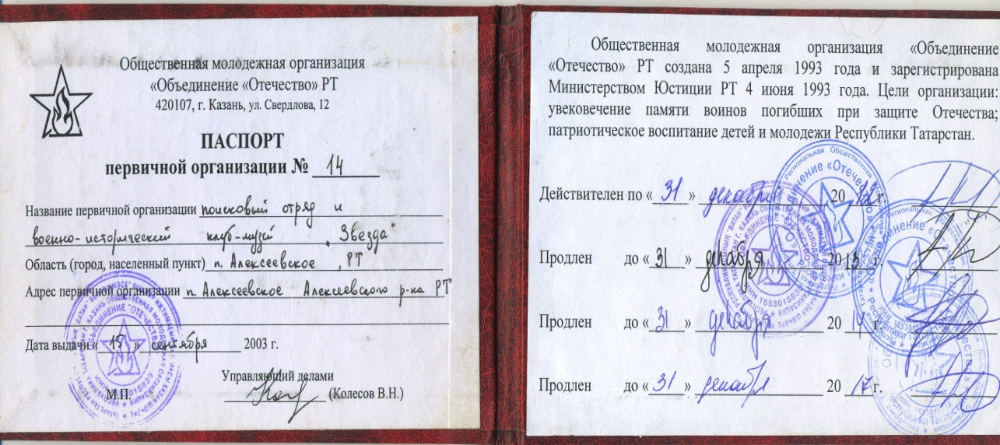 Общественная молодежная организация
«Объединение «Отечество» РТ
420107, г. Казань, ул. Свердлова, 12
ПАСПОРТ
первичной организации № 14
Название первичной организации поисковый отряд и
военно-исторический клуб-музей "Звезда"
Область (город, населенный пункт) п. Алексеевское, РТ
Адрес первичной организации п. Алексеевское Алексеевского р-на РТ
Дата выдачи «15» сентября 2003 г.
Управляющий делами
М.П. (Колесов В.Н.)
Общественная молодежная организация «Объединение
«Отечество» РТ создана 5 апреля 1993 года и зарегистрирована
Министерством Юстиции РТ 4 июня 1993 года. Цели организации:
увековечение памяти воинов погибших при защите Отечества;
патриотическое воспитание детей и молодежи Республики Татарстан.
Действителен по «31» декабря 20 г.
Продлен до «31» декабря 2013 г.
Продлен до «31» декабря 20 г.
Продлен до «31» декабря 2017 г.